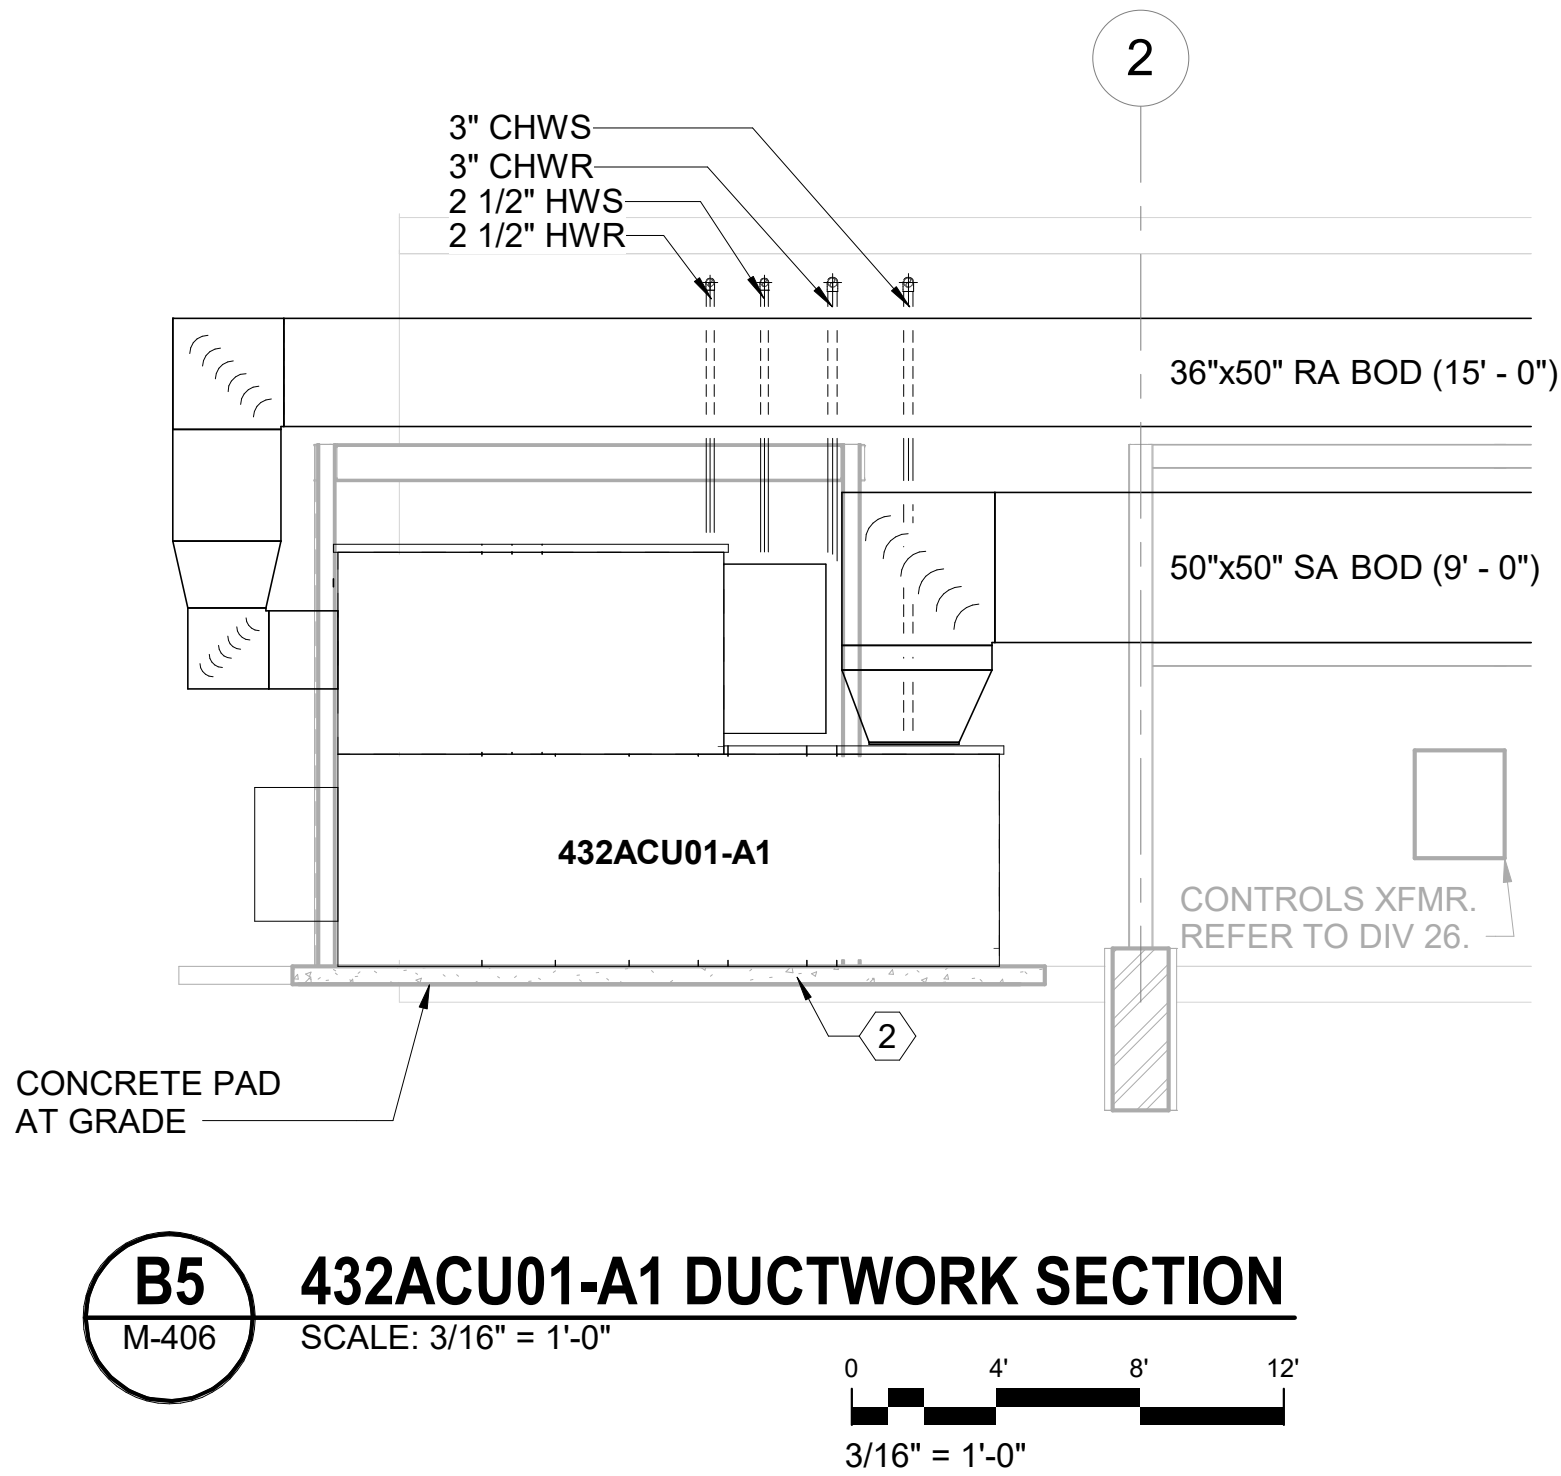 2
3" CHWS
3" CHWR
2 1/2" HWS
2 1/2" HWR
36"x50" RA BOD (15' - 0")
50"x50" SA BOD (9' - 0")
432ACU01-A1
CONTROLS XFMR.
REFER TO DIV 26.
2
CONCRETE PAD
AT GRADE
B5
M-406
432ACU01-A1 DUCTWORK SECTION
SCALE: 3/16" = 1'-0"
0 4' 8' 12'
3/16" = 1'-0"